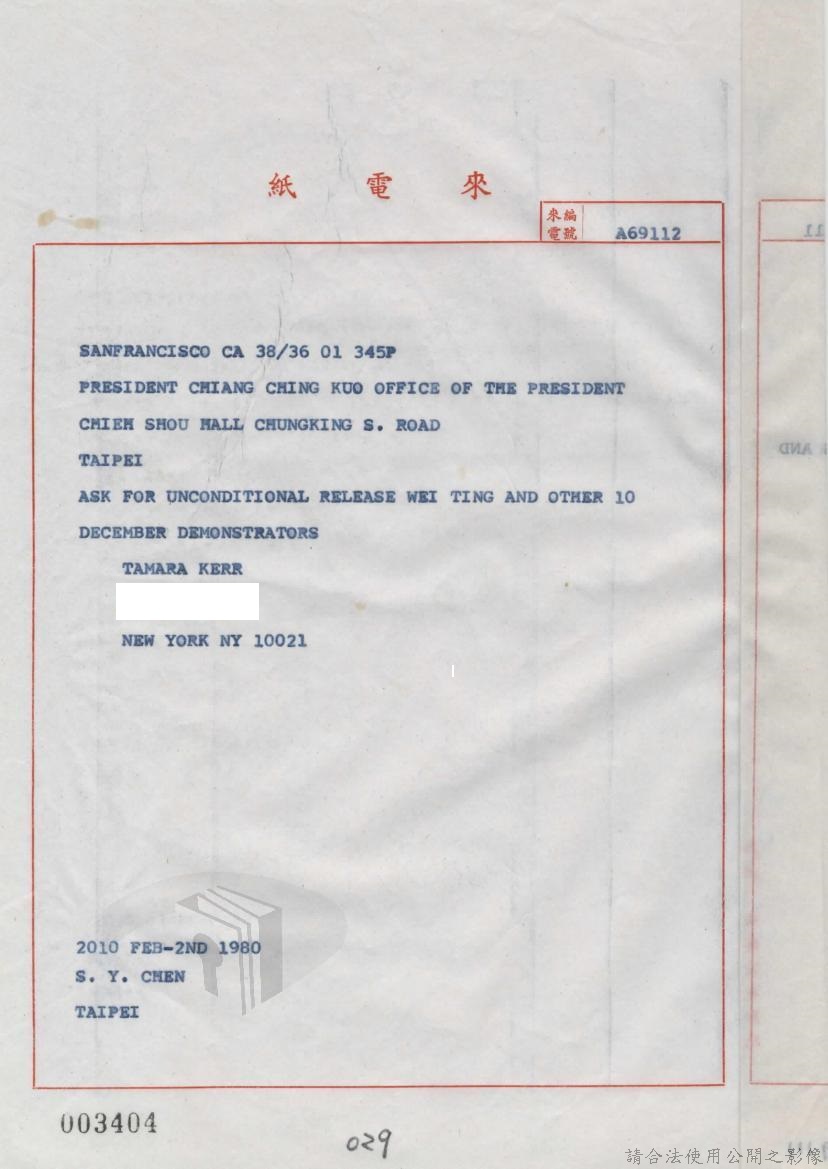 紙電來
來電
編號
A69112
11
SANFRANCISCO CA 38/36 01 345P
PRESIDENT CHIANG CHING KUO OFFICE OF THE PRESIDENT
CHIEH SHOU HALL CHUNGKING S. ROAD
TAIPEI
ASK FOR UNCONDITIONAL RELEASE WEI TING AND OTHER 10
DECEMBER DEMONSTRATORS
TAMARA KERR
NEW YORK NY 10021
AND
2010 FEB-2ND 1980
S. Y. CHEN
TAIPEI
003404
029
請合法使用公開之影像